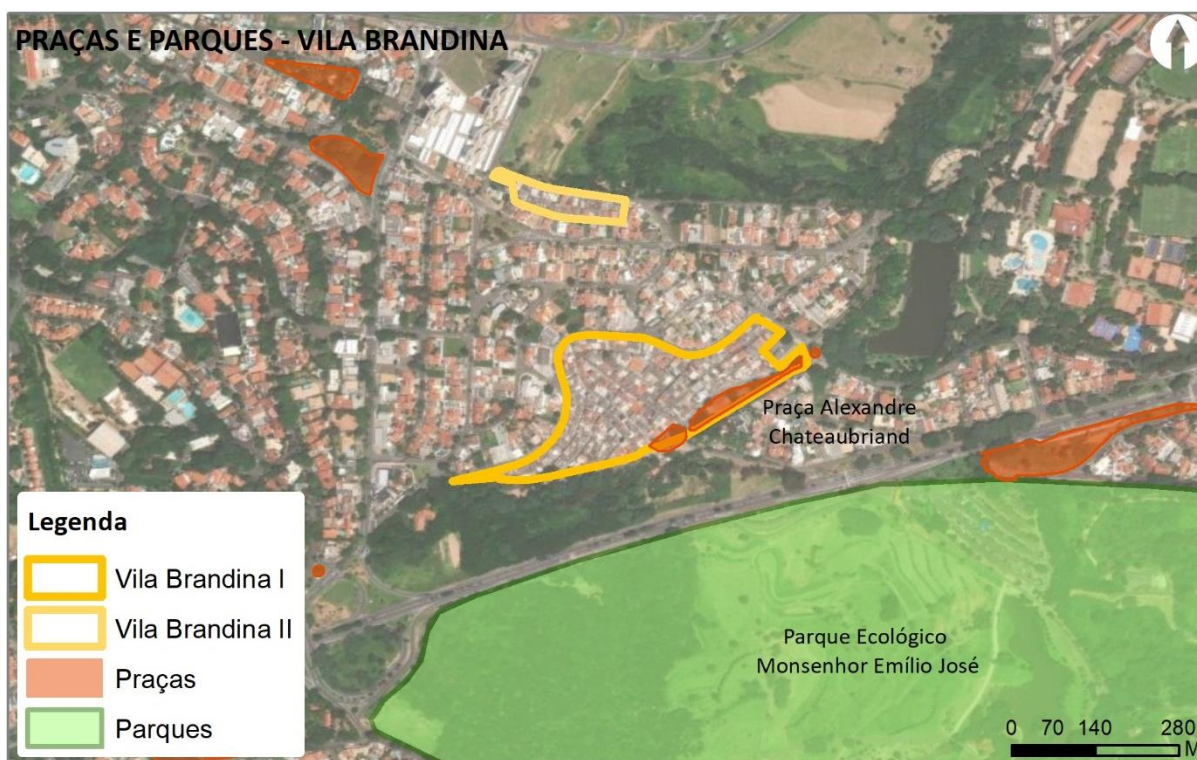 PRAÇAS E PARQUES - VILA BRANDINA
Praça Alexandre
Chateaubriand
Legenda
Vila Brandina I
Vila Brandina II
Praças
Parques
Parque Ecológico
Monsenhor Emílio José
0 70 140 280
M